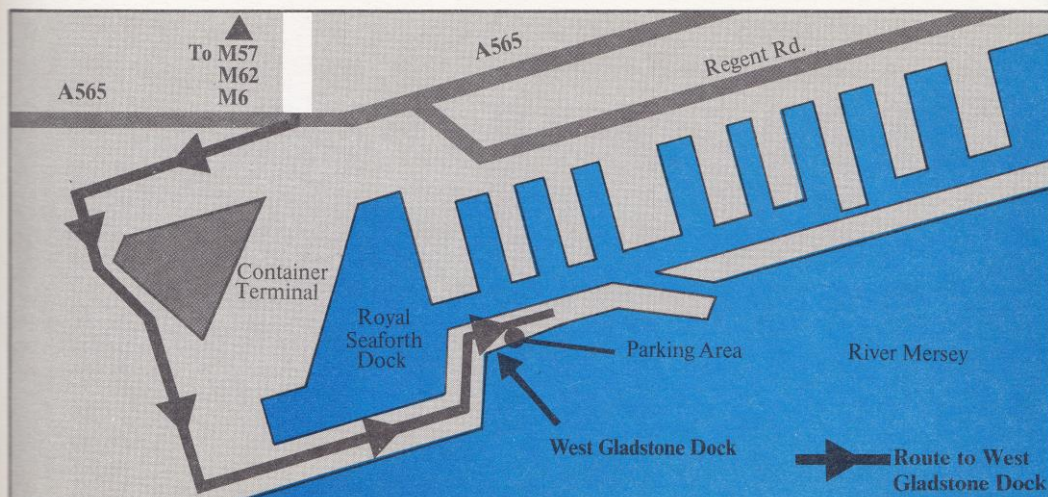 To M57
M62
M6
A565
A565
Regent Rd.
Container
Terminal
Royal
Seaforth
Dock
Parking Area
River Mersey
West Gladstone Dock
Route to West
Gladstone Dock